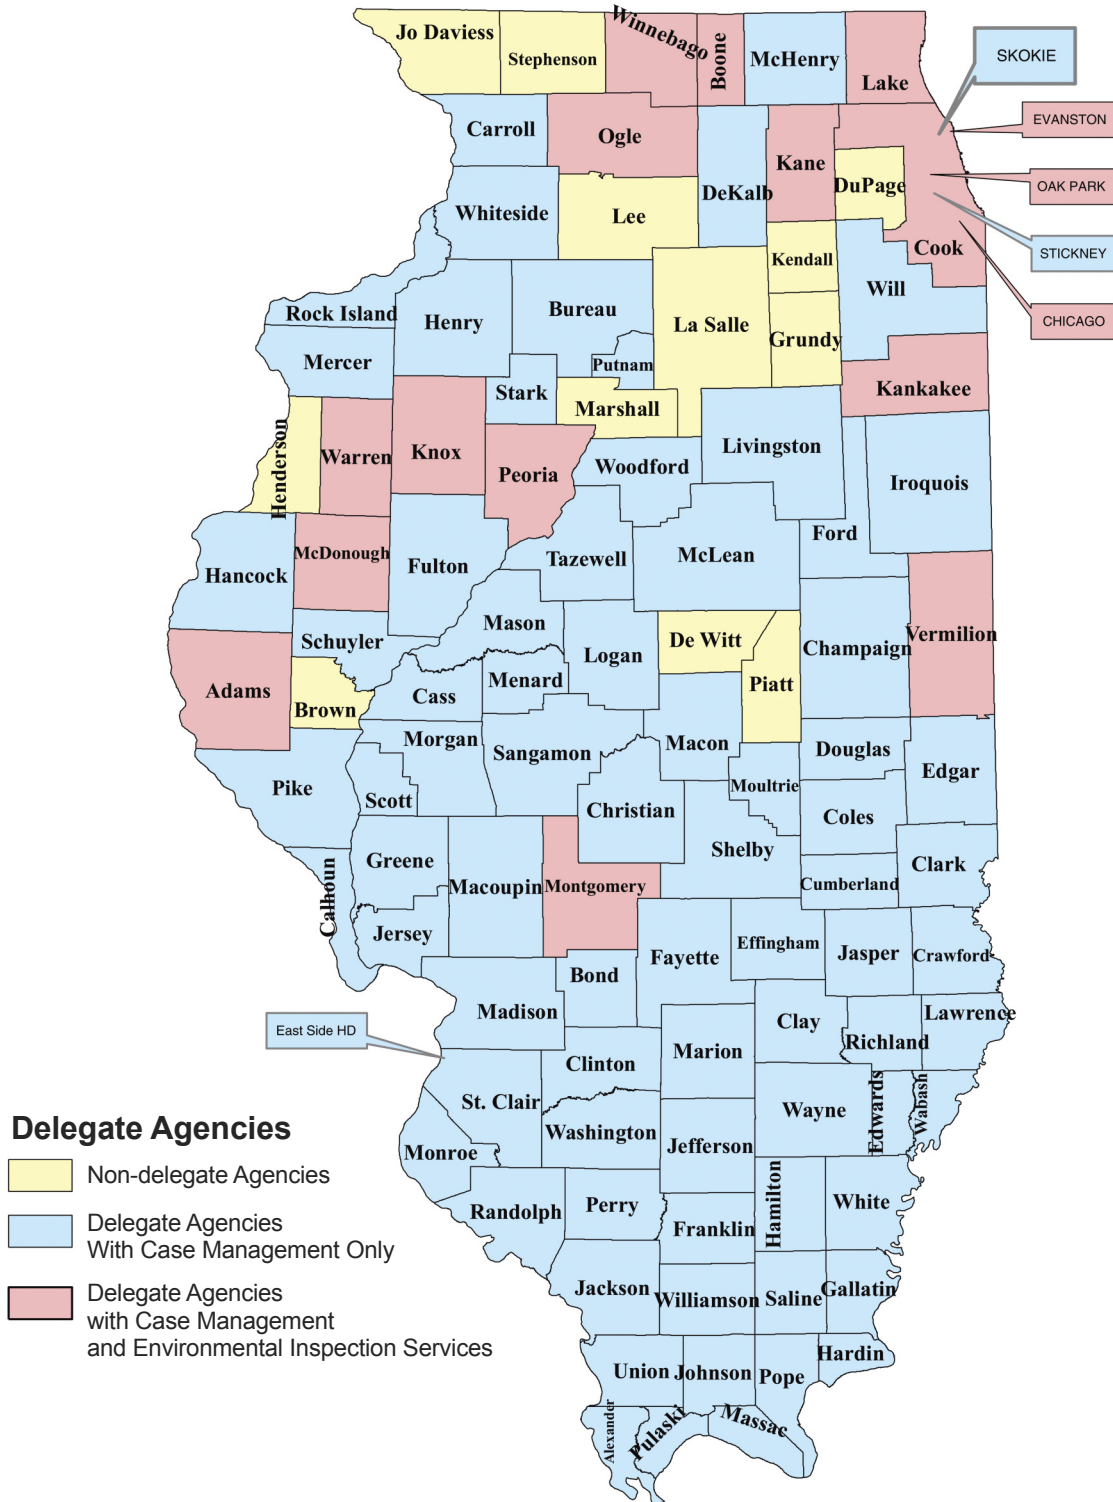 Jo Daviess
Stephenson
Winnebago
Boone
McHenry
Lake
SKOKIE
EVANSTON
OAK PARK
STICKNEY
CHICAGO
Carroll
Ogle
Kane
DeKalb
DuPage
Cook
Whiteside
Lee
Kendall
Will
Rock Island
Henry
Bureau
La Salle
Grundy
Mercer
Putnam
Stark
Marshall
Kankakee
Henderson
Warren
Knox
Peoria
Woodford
Livingston
Iroquois
McDonough
Hancock
Fulton
Tazewell
McLean
Ford
Schuyler
Mason
Logan
De Witt
Champaign
Vermilion
Adams
Brown
Cass
Menard
Piatt
Morgan
Sangamon
Macon
Douglas
Edgar
Pike
Scott
Christian
Moultrie
Coles
Shelby
Greene
Macoupin
Montgomery
Cumberland
Clark
Calhoun
Jersey
Fayette
Effingham
Jasper
Crawford
Bond
Madison
Clay
Lawrence
Richland
East Side HD
Clinton
Marion
St. Clair
Wayne
Edwards
Wabash
Washington
Jefferson
Monroe
Randolph
Perry
Franklin
Hamilton
White
Jackson
Williamson
Saline
Gallatin
Union
Johnson
Pope
Hardin
Alexander
Pulaski
Massac
Delegate Agencies
Non-delegate Agencies
Delegate Agencies
With Case Management Only
Delegate Agencies
with Case Management
and Environmental Inspection Services